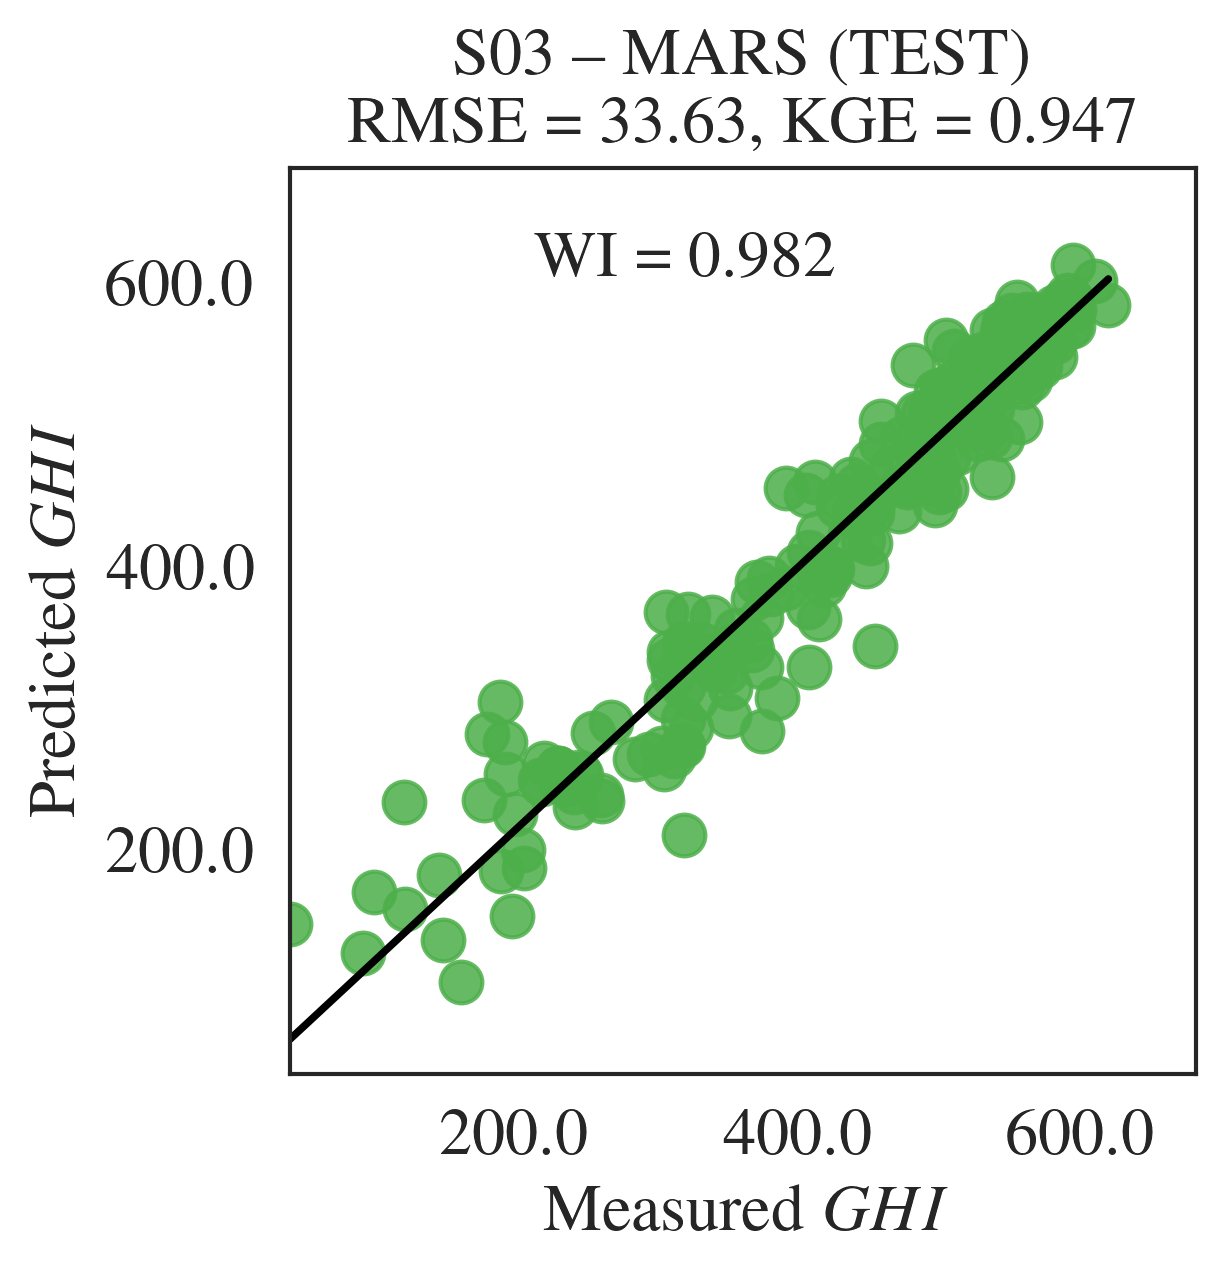 S03 – MARS (TEST)
RMSE = 33.63, KGE = 0.947
WI = 0.982
600.0
400.0
200.0
Predicted GHI
200.0 400.0 600.0
Measured GHI